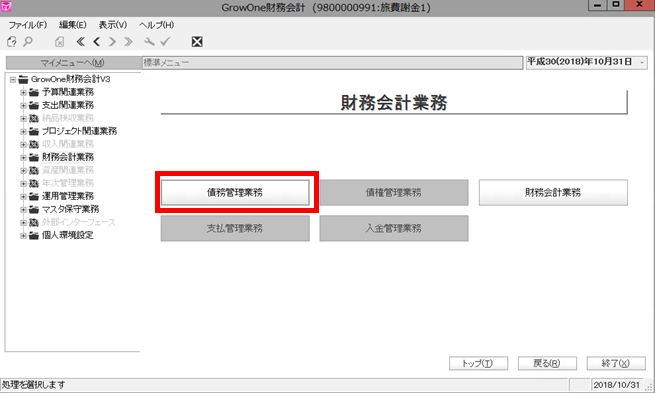 GrowOne財務会計 (9800000991:旅費謝金1)
ファイル(F) 編集(E) 表示(V) ヘルプ(H)
マイメニューへ(M) 標準メニュー 平成30(2018)年10月31日
GrowOne財務会計V3
予算関連業務
支出関連業務
納品検収業務
プロジェクト関連業務
収入関連業務
財務会計業務
資産関連業務
年次管理業務
運用管理業務
マスタ保守業務
外部インターフェース
個人環境設定
財務会計業務
債務管理業務 債権管理業務 財務会計業務
支払管理業務 入金管理業務
トップ(T) 戻る(R) 終了(X)
処理を選択します 2018/10/31